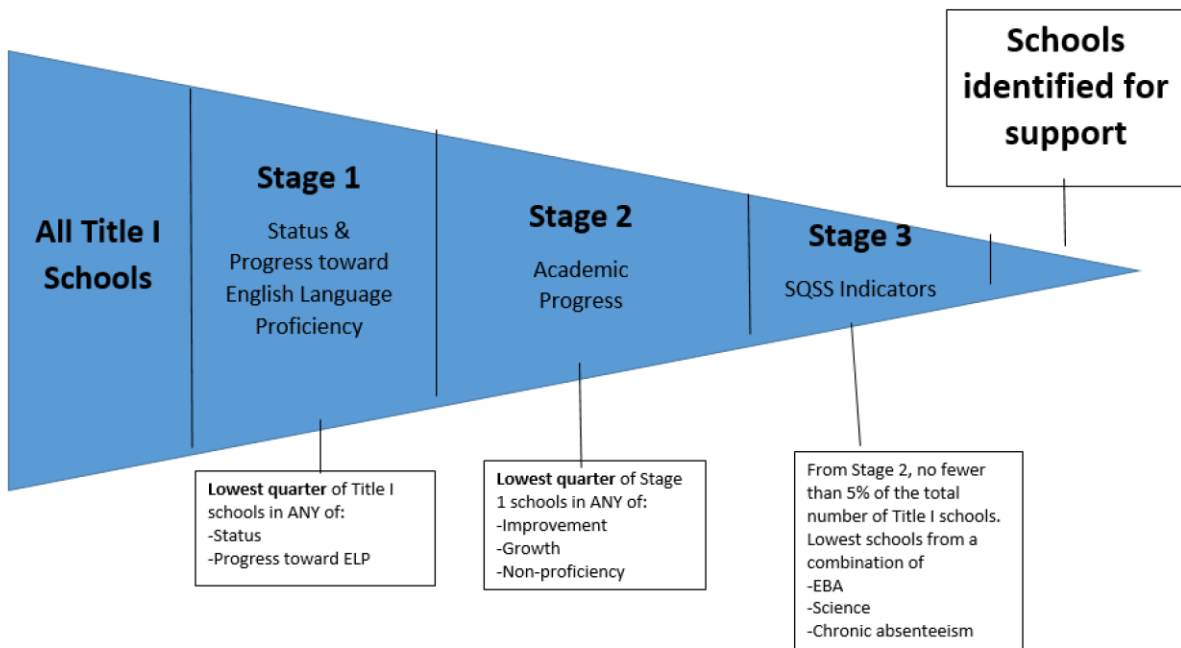 Schools
identified for
support
All Title I
Schools
Stage 1
Status &
Progress toward
English Language
Proficiency
Stage 2
Academic
Progress
Stage 3
SQSS Indicators
Lowest quarter of Title I
schools in ANY of:
-Status
-Progress toward ELP
Lowest quarter of Stage
1 schools in ANY of:
-Improvement
-Growth
-Non-proficiency
From Stage 2, no fewer
than 5% of the total
number of Title I schools.
Lowest schools from a
combination of
-EBA
-Science
-Chronic absenteeism